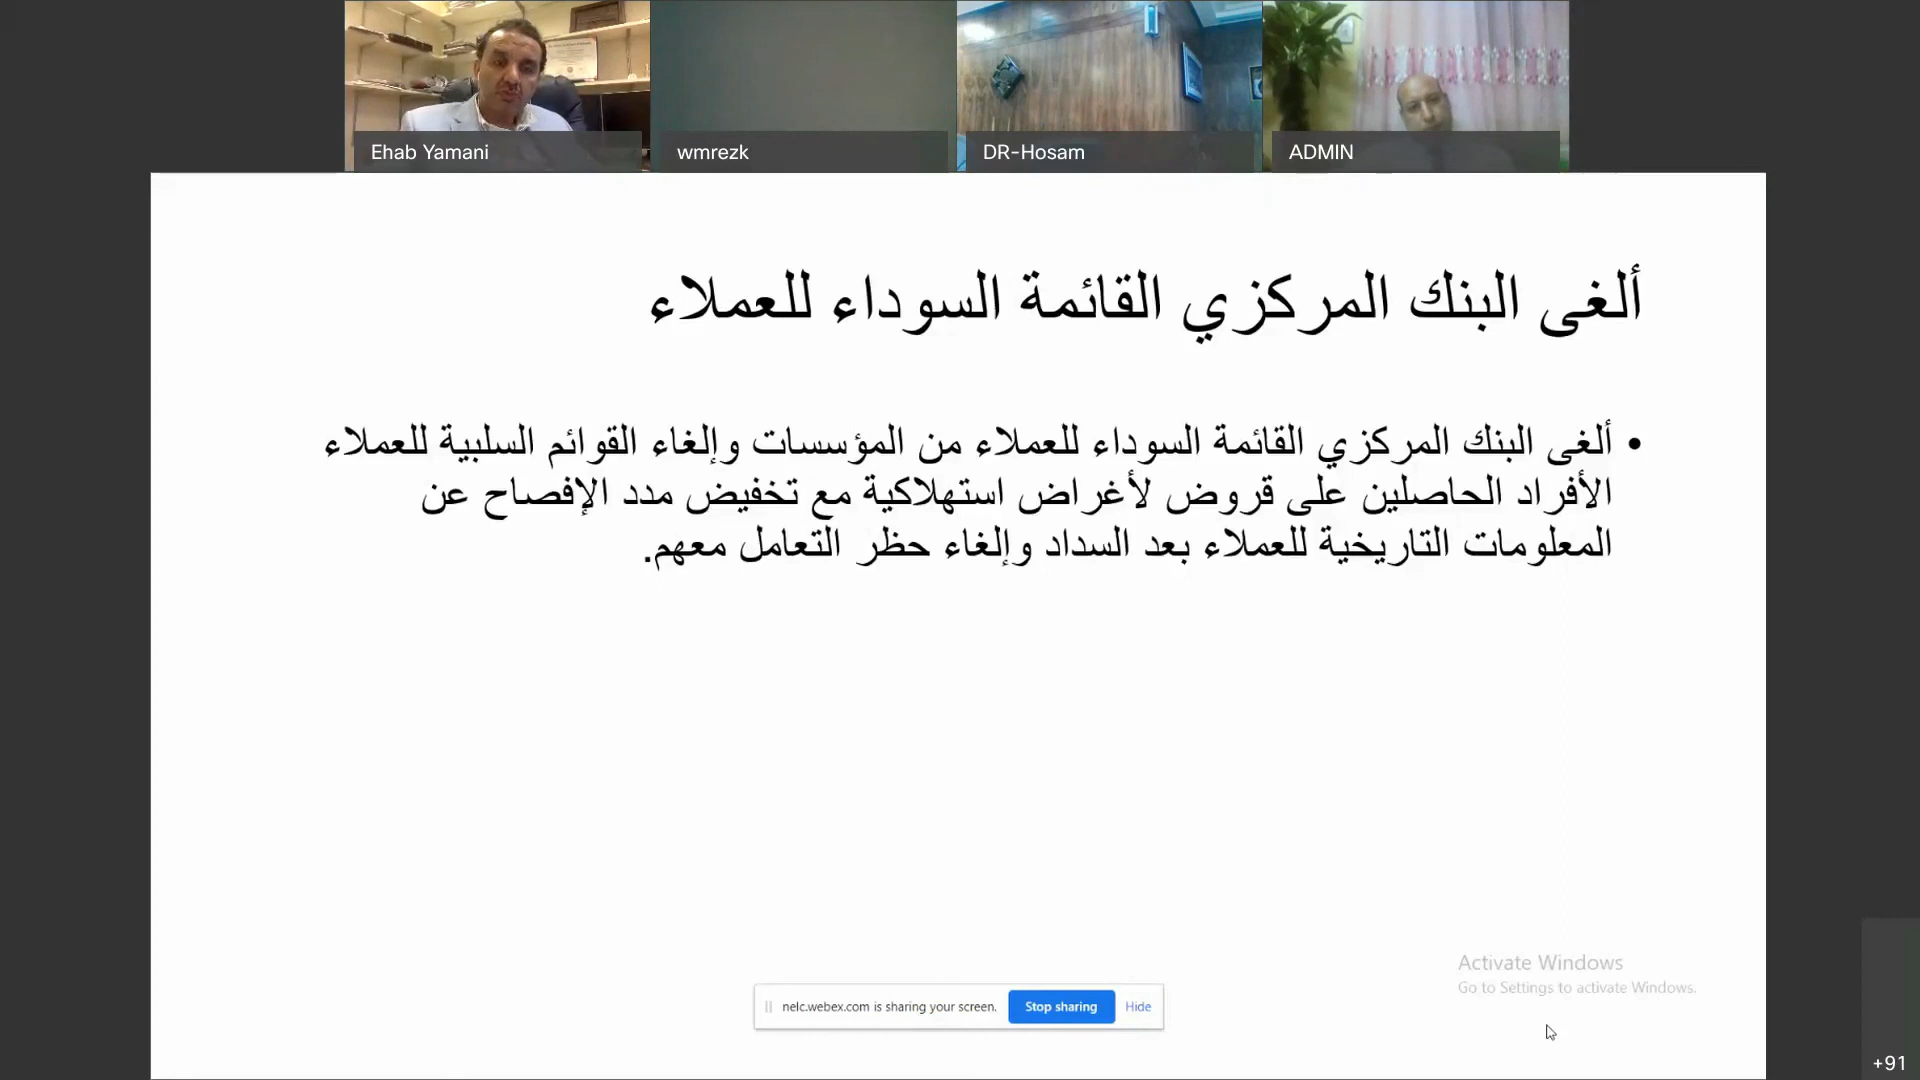 Ehab Yamani
wmrezk
DR-Hosam
ADMIN
ألغى البنك المركزي القائمة السوداء للعملاء
• ألغى البنك المركزي القائمة السوداء للعملاء من المؤسسات وإلغاء القوائم السلبية للعملاء
الأفراد الحاصلين على قروض لأغراض استهلاكية مع تخفيض مدد الإفصاح عن
المعلومات التاريخية للعملاء بعد السداد وإلغاء حظر التعامل معهم.
Activate Windows
Go to Settings to activate Windows.
nelc.webex.com is sharing your screen.
Stop sharing
Hide
+91